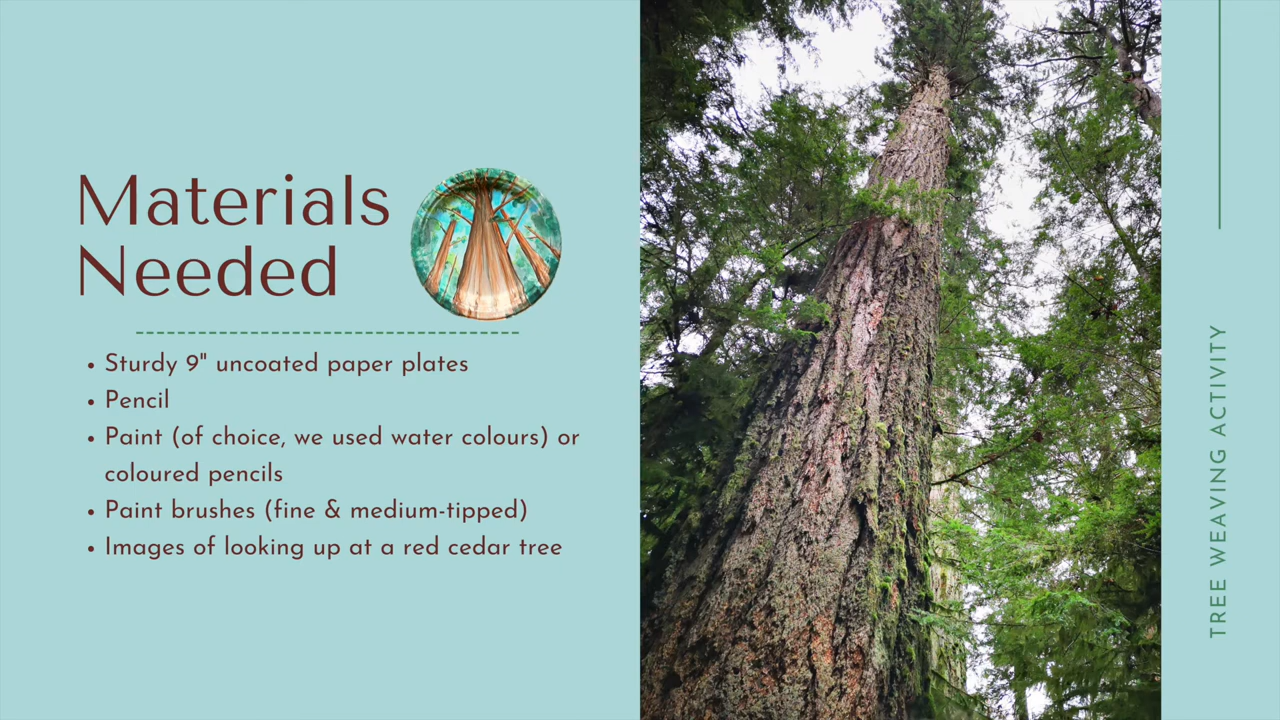 Materials
Needed
• Sturdy 9" uncoated paper plates
• Pencil
• Paint (of choice, we used water colours) or
coloured pencils
• Paint brushes (fine & medium-tipped)
• Images of looking up at a red cedar tree
TREE WEAVING ACTIVITY